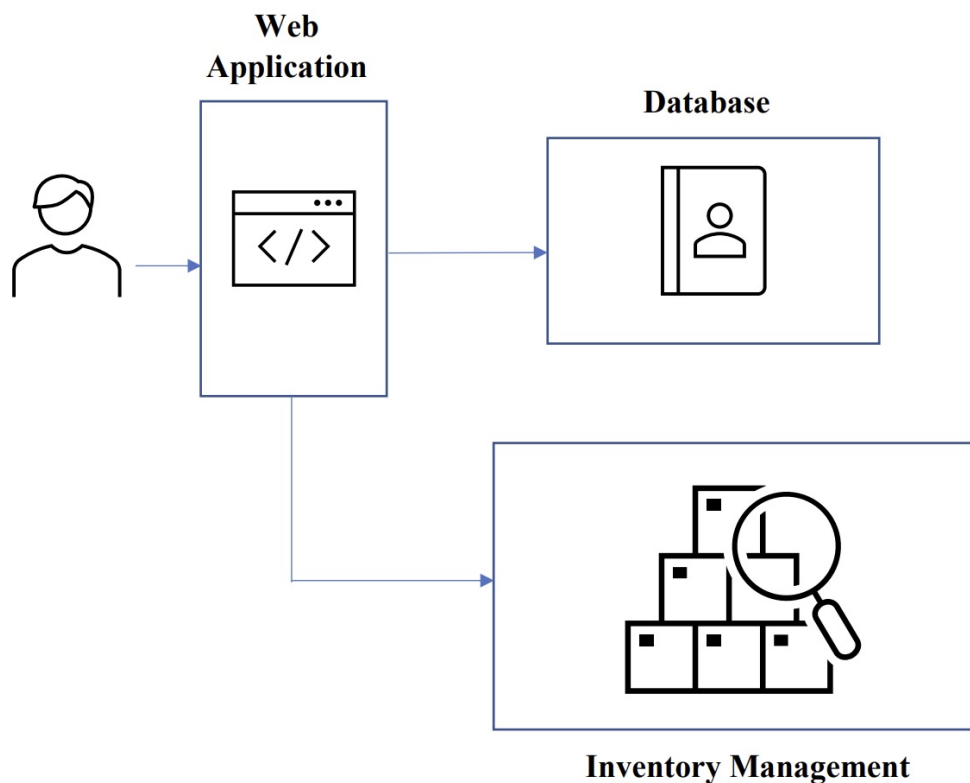 Web
Application
Database
</>
Inventory Management